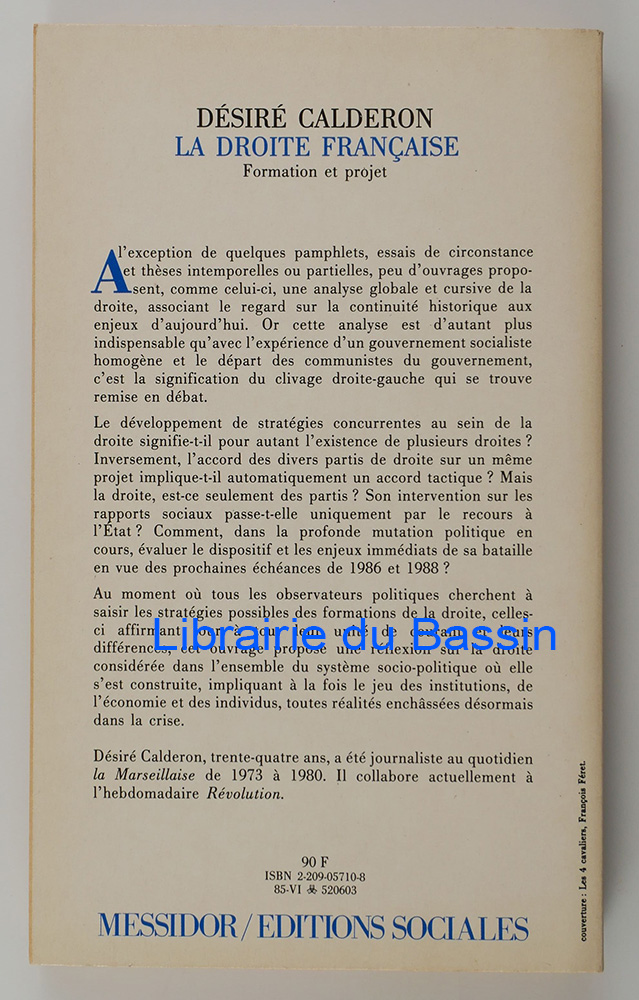 DÉSIRÉ CALDERON
LA DROITE FRANÇAISE
Formation et projet
A l'exception de quelques pamphlets, essais de circonstance
et thèses intemporelles ou partielles, peu d'ouvrages propo-
sent, comme celui-ci, une analyse globale et cursive de la
droite, associant le regard sur la continuité historique aux
enjeux d'aujourd'hui. Or cette analyse est d'autant plus
indispensable qu'avec l'expérience d'un gouvernement socialiste
homogène et le départ des communistes du gouvernement,
c'est la signification du clivage droite-gauche qui se trouve
remise en débat.
Le développement de stratégies concurrentes au sein de la
droite signifie-t-il pour autant l'existence de plusieurs droites ?
Inversement, l'accord des divers partis de droite sur un même
projet implique-t-il automatiquement un accord tactique ? Mais
la droite, est-ce seulement des partis ? Son intervention sur les
rapports sociaux passe-t-elle uniquement par le recours à
l'État ? Comment, dans la profonde mutation politique en
cours, évaluer le dispositif et les enjeux immédiats de sa bataille
en vue des prochaines échéances de 1986 et 1988 ?
Au moment où tous les observateurs politiques cherchent à
saisir les stratégies possibles des formations de la droite, celles-
ci affirmant tour à tour leur unité de courant et leurs
différences, cet ouvrage propose une réflexion sur la droite
considérée dans l'ensemble du système socio-politique où elle
s'est construite, impliquant à la fois le jeu des institutions, de
l'économie et des individus, toutes réalités enchâssées désormais
dans la crise.
Librairie du Bassin
Désiré Calderon, trente-quatre ans, a été journaliste au quotidien
la Marseillaise de 1973 à 1980. Il collabore actuellement à
l'hebdomadaire Révolution.
90 F
ISBN 2-209-05710-8
85-VI 520603
MESSIDOR/EDITIONS SOCIALES
couverture : Les 4 cavaliers, François Féret.